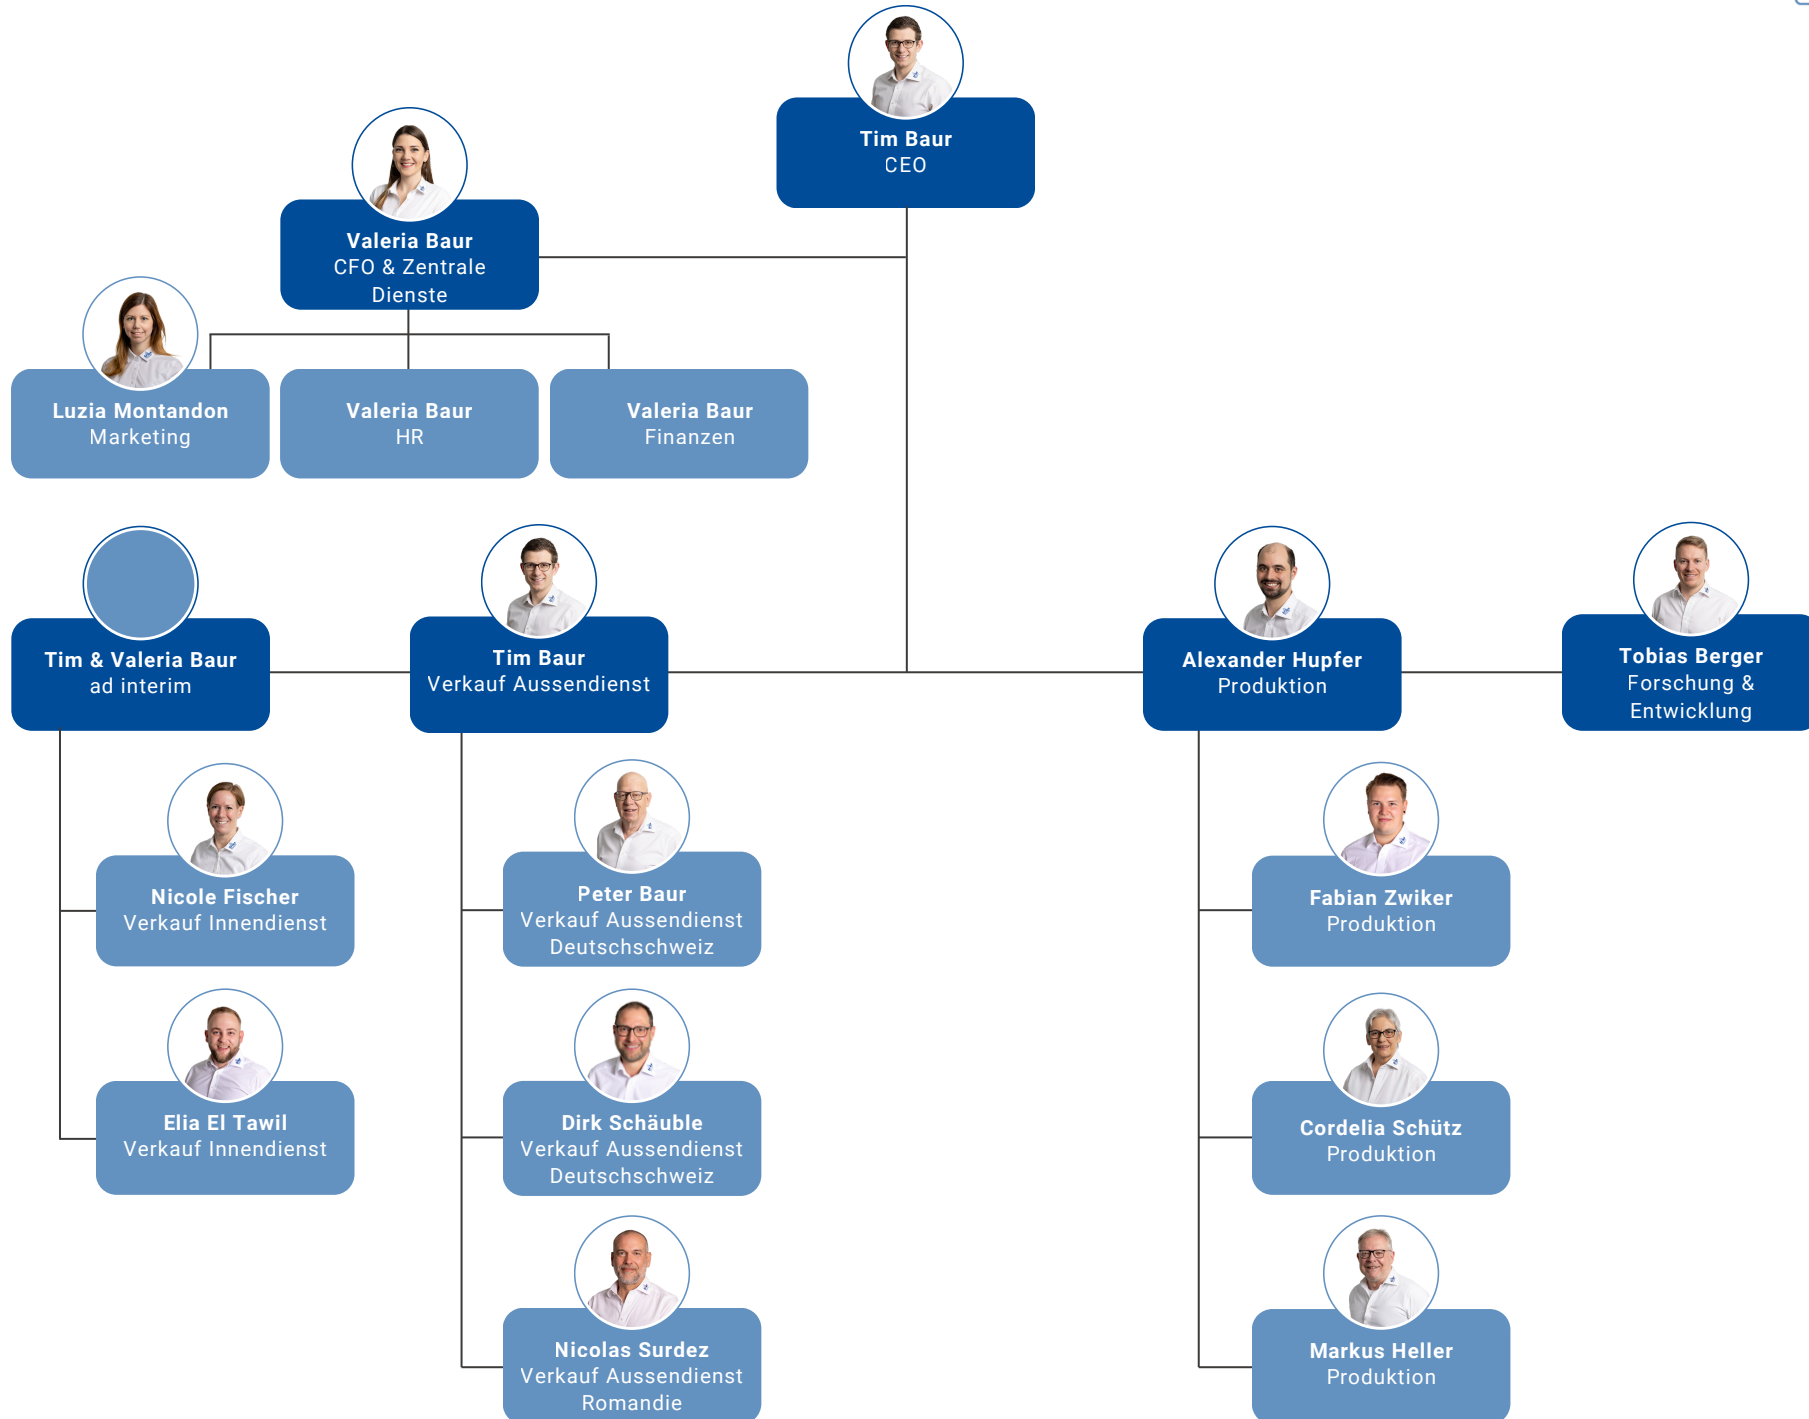 Tim Baur
CEO
Valeria Baur
CFO & Zentrale
Dienste
Luzia Montandon
Marketing
Valeria Baur
HR
Valeria Baur
Finanzen
Tim & Valeria Baur
ad interim
Tim Baur
Verkauf Aussendienst
Alexander Hupfer
Produktion
Tobias Berger
Forschung &
Entwicklung
Nicole Fischer
Verkauf Innendienst
Peter Baur
Verkauf Aussendienst
Deutschschweiz
Fabian Zwiker
Produktion
Elia El Tawil
Verkauf Innendienst
Dirk Schäuble
Verkauf Aussendienst
Deutschschweiz
Cordelia Schütz
Produktion
Nicolas Surdez
Verkauf Aussendienst
Romandie
Markus Heller
Produktion